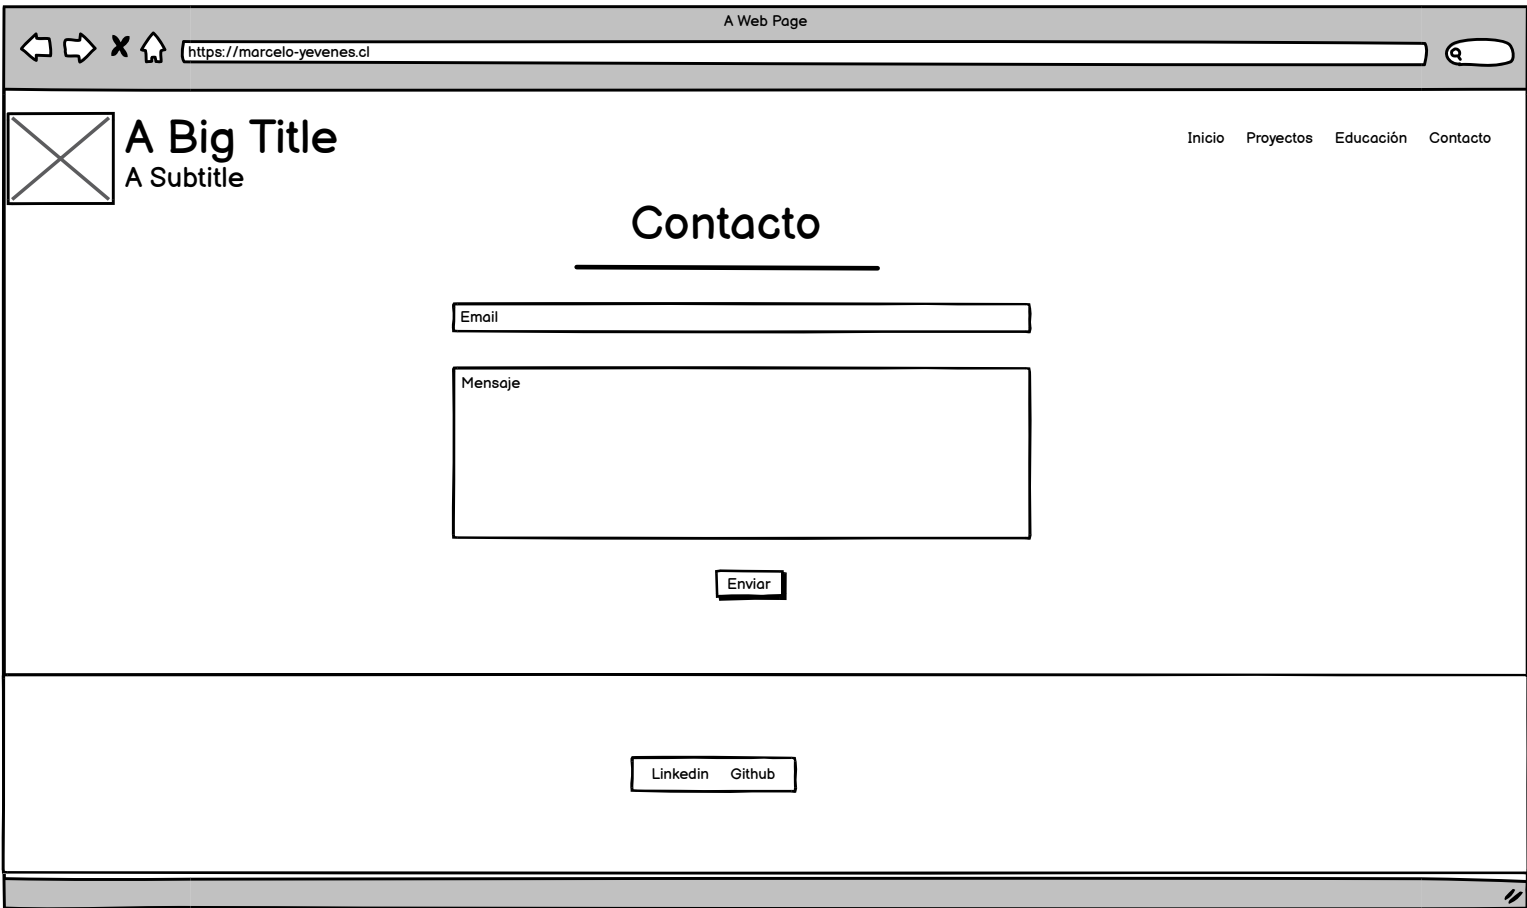 A Web Page
https://marcelo-yevenes.cl
A Big Title
A Subtitle
Inicio Proyectos Educación Contacto
Contacto
Email
Mensaje
Enviar
Linkedin Github